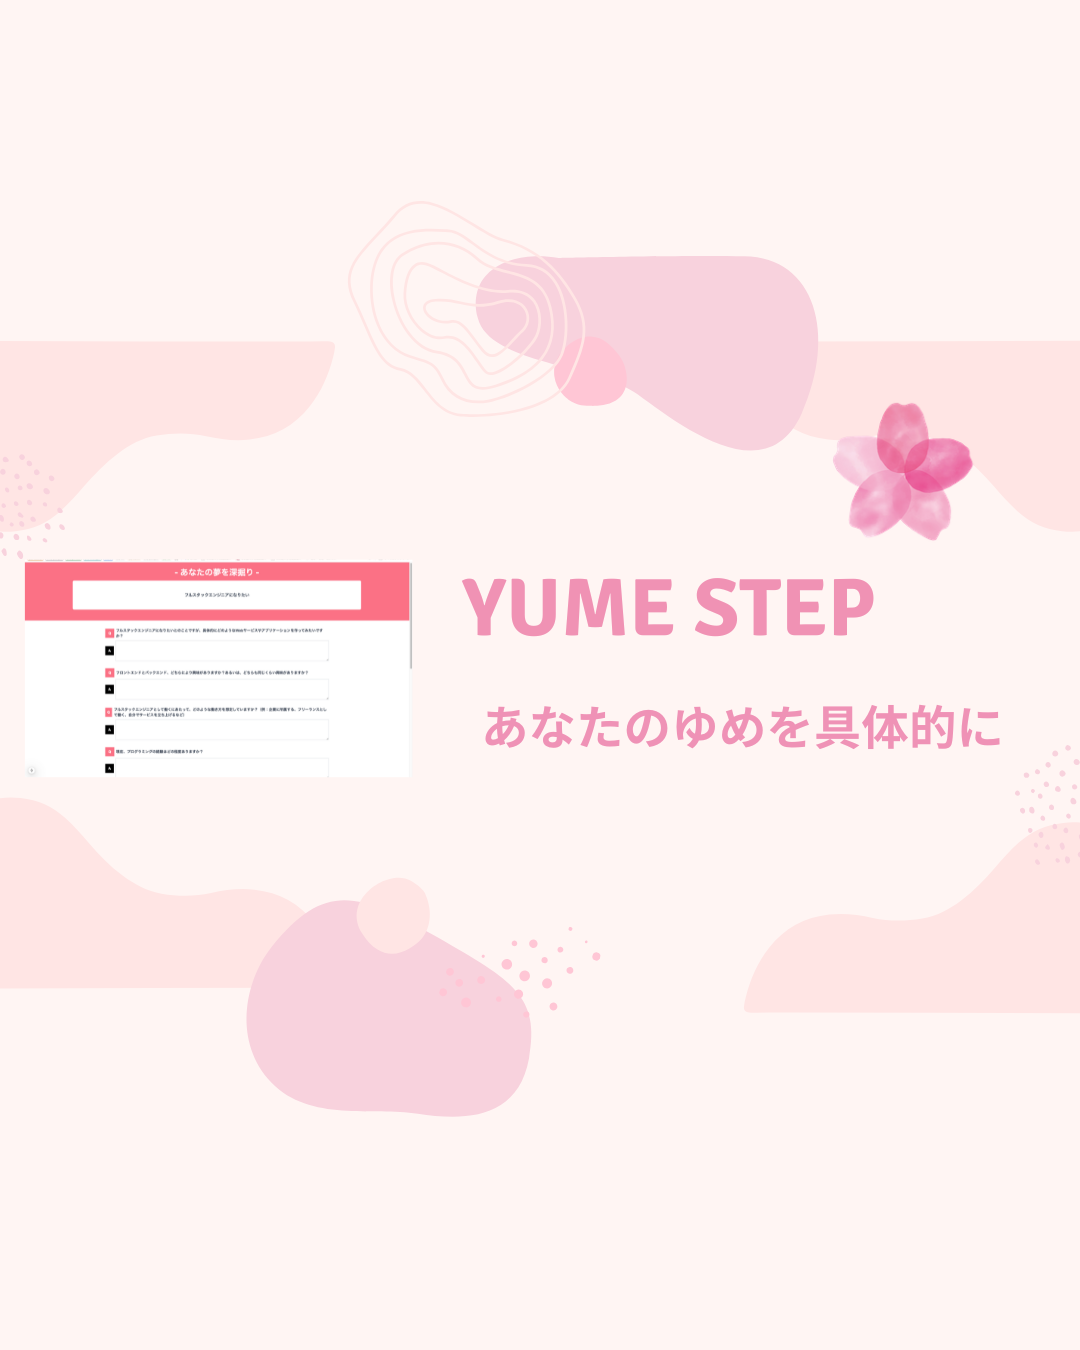 - あなたの夢を深掘り -
フルスタックエンジニアになりたい
Q フルスタックエンジニアになりたいとのことですが、具体的にどのようなWebサービスやアプリケーションを作ってみたいです
か？
A
Q フロントエンドとバックエンド、どちらにより興味がありますか？あるいは、どちらも同じくらい興味がありますか？
A
Q フルスタックエンジニアとして働くにあたって、どのような働き方を理想としていますか？（例：企業に所属する、フリーランスとし
て働く、自分でサービスを立ち上げるなど）
A
Q 現在、プログラミングの経験はどの程度ありますか？
A
YUME STEP
あなたのゆめを具体的に